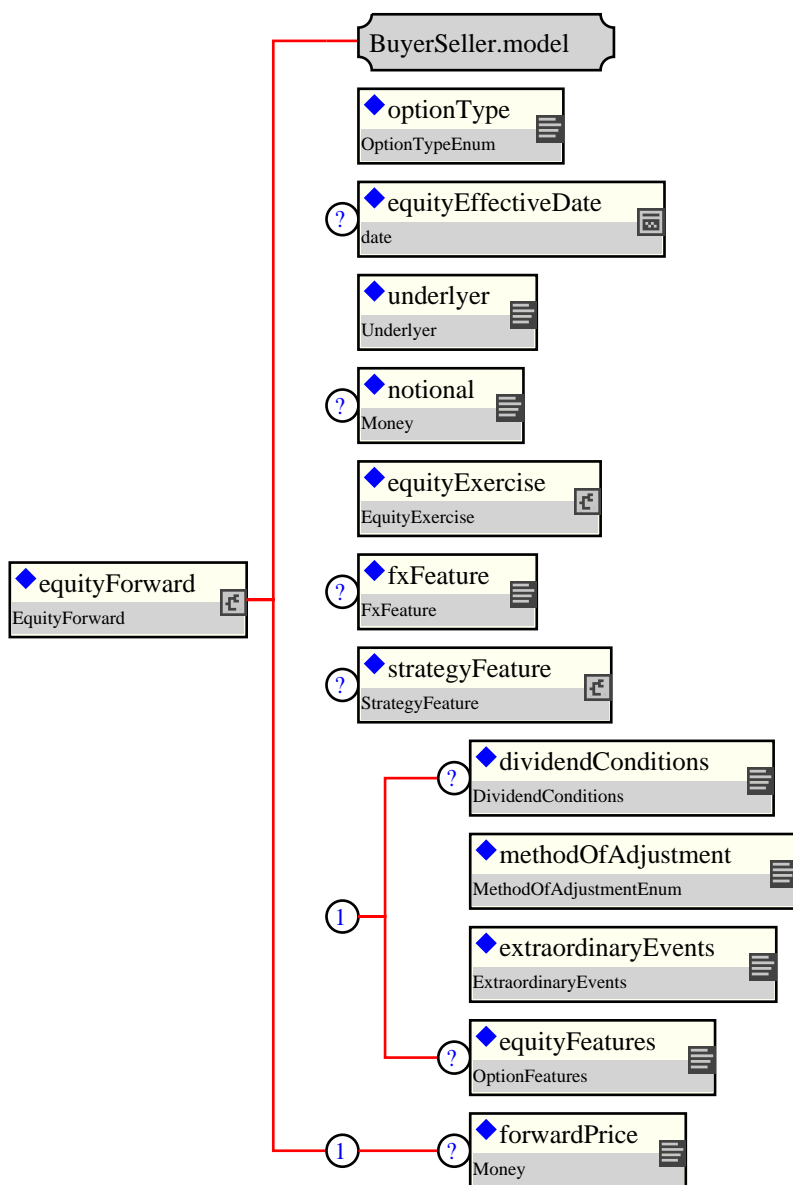 BuyerSeller.model
optionType
OptionTypeEnum
?
equityEffectiveDate
date
underlyer
Underlyer
?
notional
Money
equityExercise
EquityExercise
equityForward
EquityForward
?
fxFeature
FxFeature
?
strategyFeature
StrategyFeature
?
dividendConditions
DividendConditions
methodOfAdjustment
MethodOfAdjustmentEnum
1
extraordinaryEvents
ExtraordinaryEvents
?
equityFeatures
OptionFeatures
1
?
forwardPrice
Money